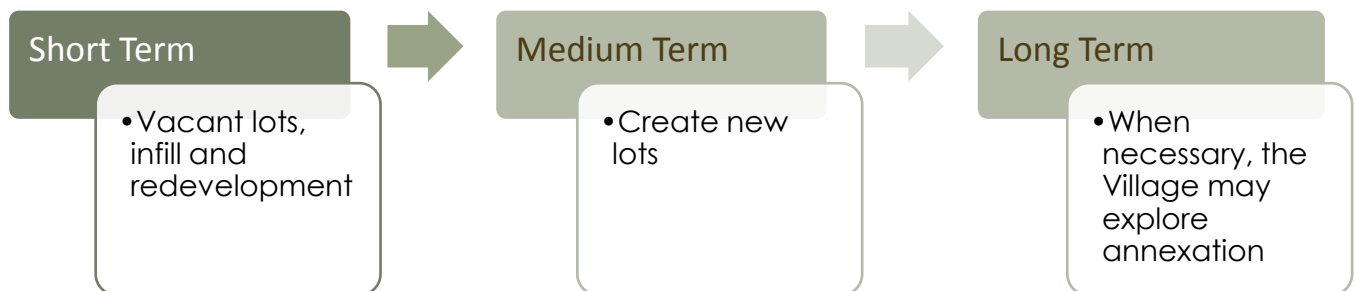 Short Term
•Vacant lots,
infill and
redevelopment
Medium Term
•Create new
lots
Long Term
•When
necessary, the
Village may
explore
annexation